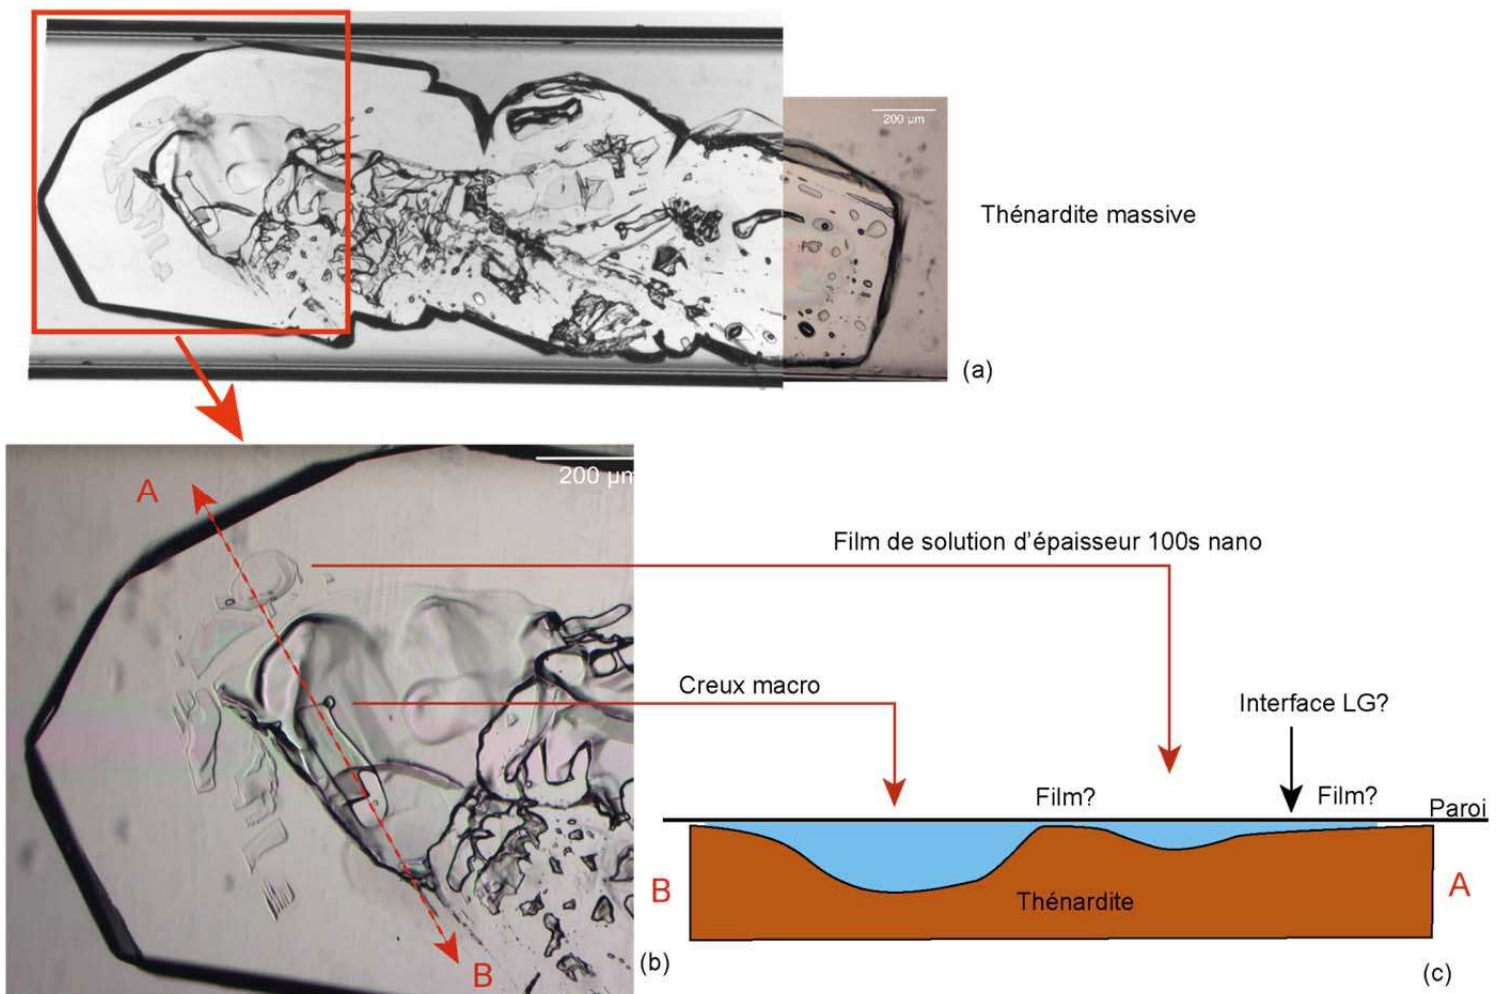 200 µm
Thénardite massive
(a)
A
200 µm
Film de solution d'épaisseur 100s nano
Creux macro
Interface LG?
Film?
Film?
Paroi
B
Thénardite
A
B
(b)
(c)